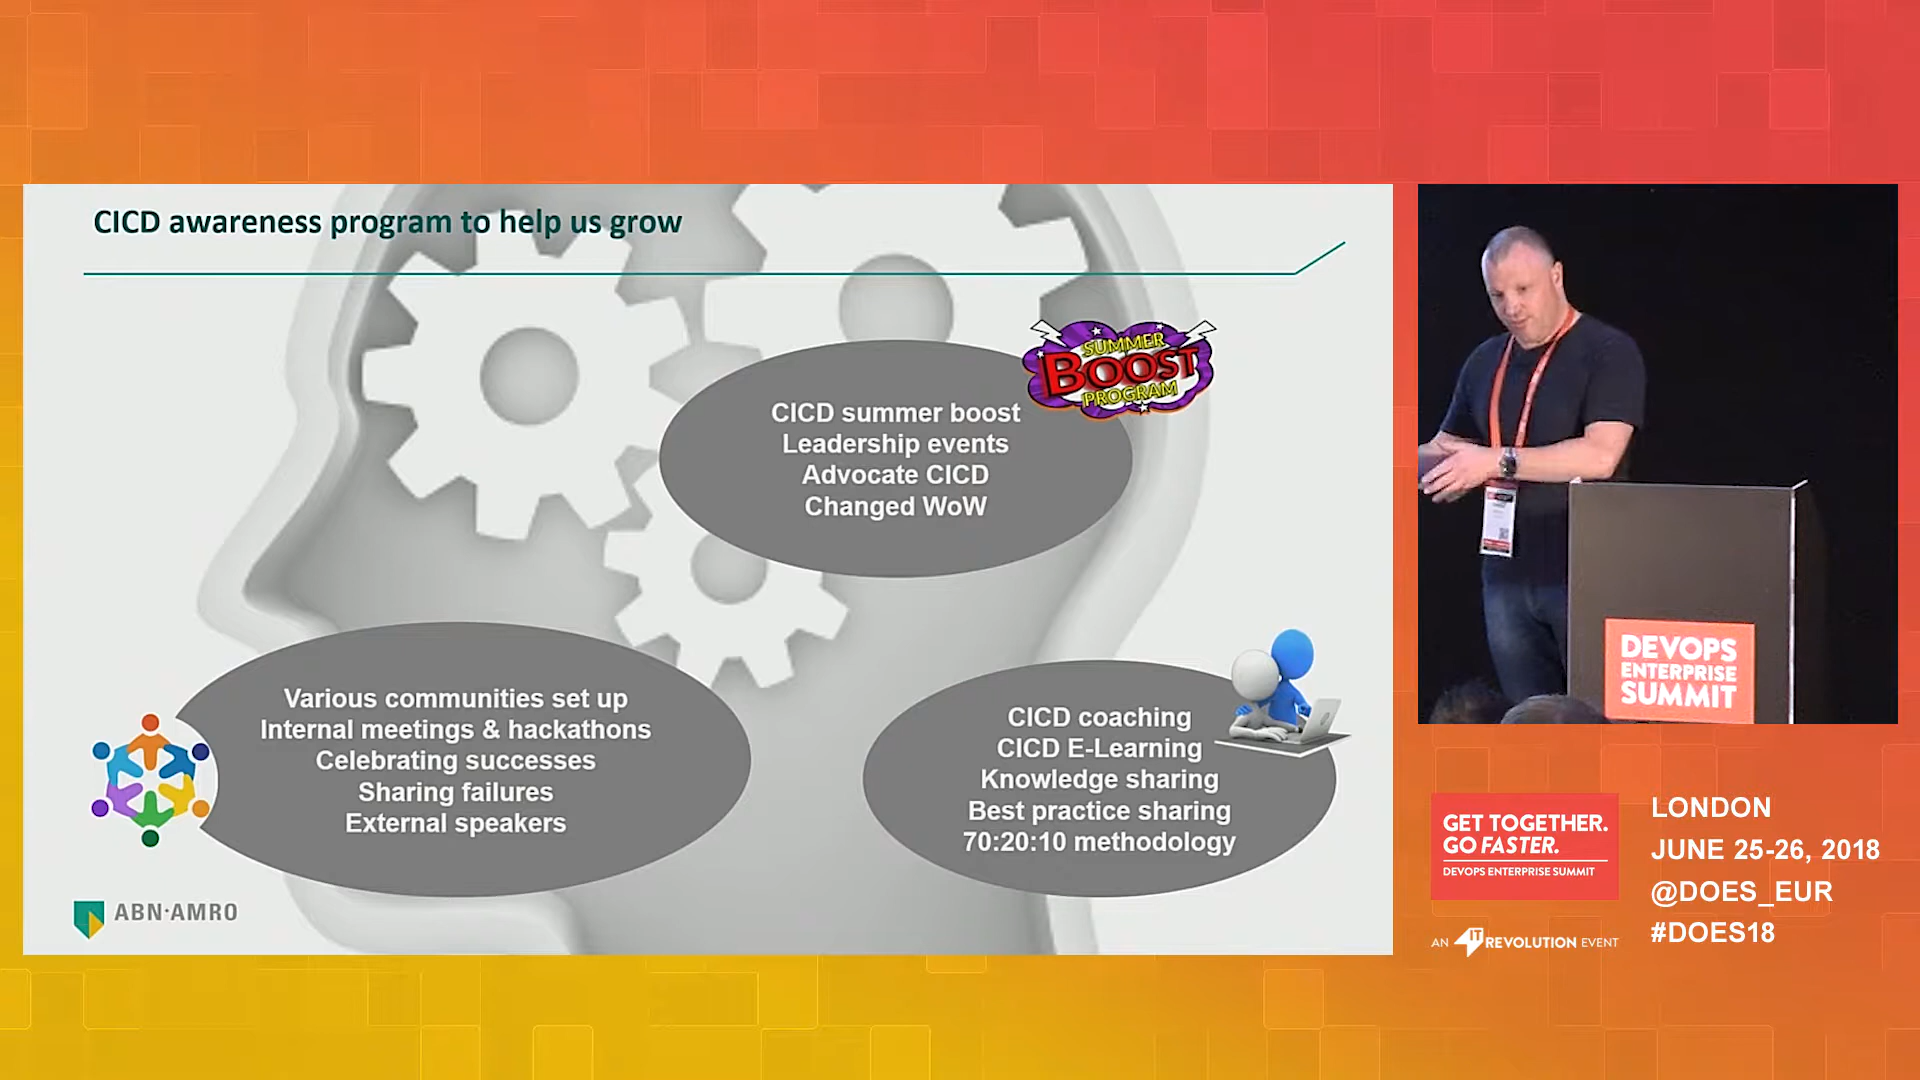 CICD awareness program to help us grow
SUMMER
BOOST
PROGRAM
CICD summer boost
Leadership events
Advocate CICD
Changed WoW
Various communities set up
Internal meetings & hackathons
Celebrating successes
Sharing failures
External speakers
CICD coaching
CICD E-Learning
Knowledge sharing
Best practice sharing
70:20:10 methodology
ABN·AMRO
DEVOPS
ENTERPRISE
SUMMIT
GET TOGETHER.
GO FASTER.
DEVOPS ENTERPRISE SUMMIT
AN IT REVOLUTION EVENT
LONDON
JUNE 25-26, 2018
@DOES_EUR
#DOES18